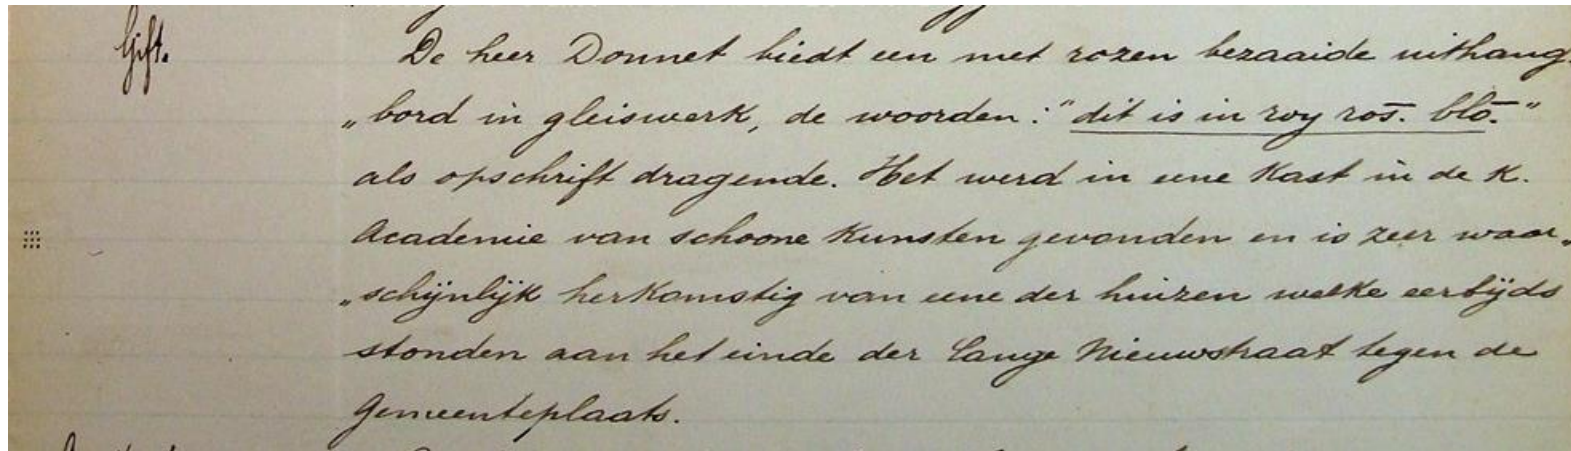 Gift.
De heer Donnet biedt een met rozen bezaaide uithang-
„bord in gleiswerk, de woorden: "dit is in roy ros̄. blō."
als opschrift dragende. Het werd in eene Kast in de K.
Academie van schoone Kunsten gevonden en is zeer waar„
„schijnlijk herkomstig van eene der huizen welke eertijds
stonden aan het einde der lange Nieuwstraat tegen de
Gemeenteplaats.